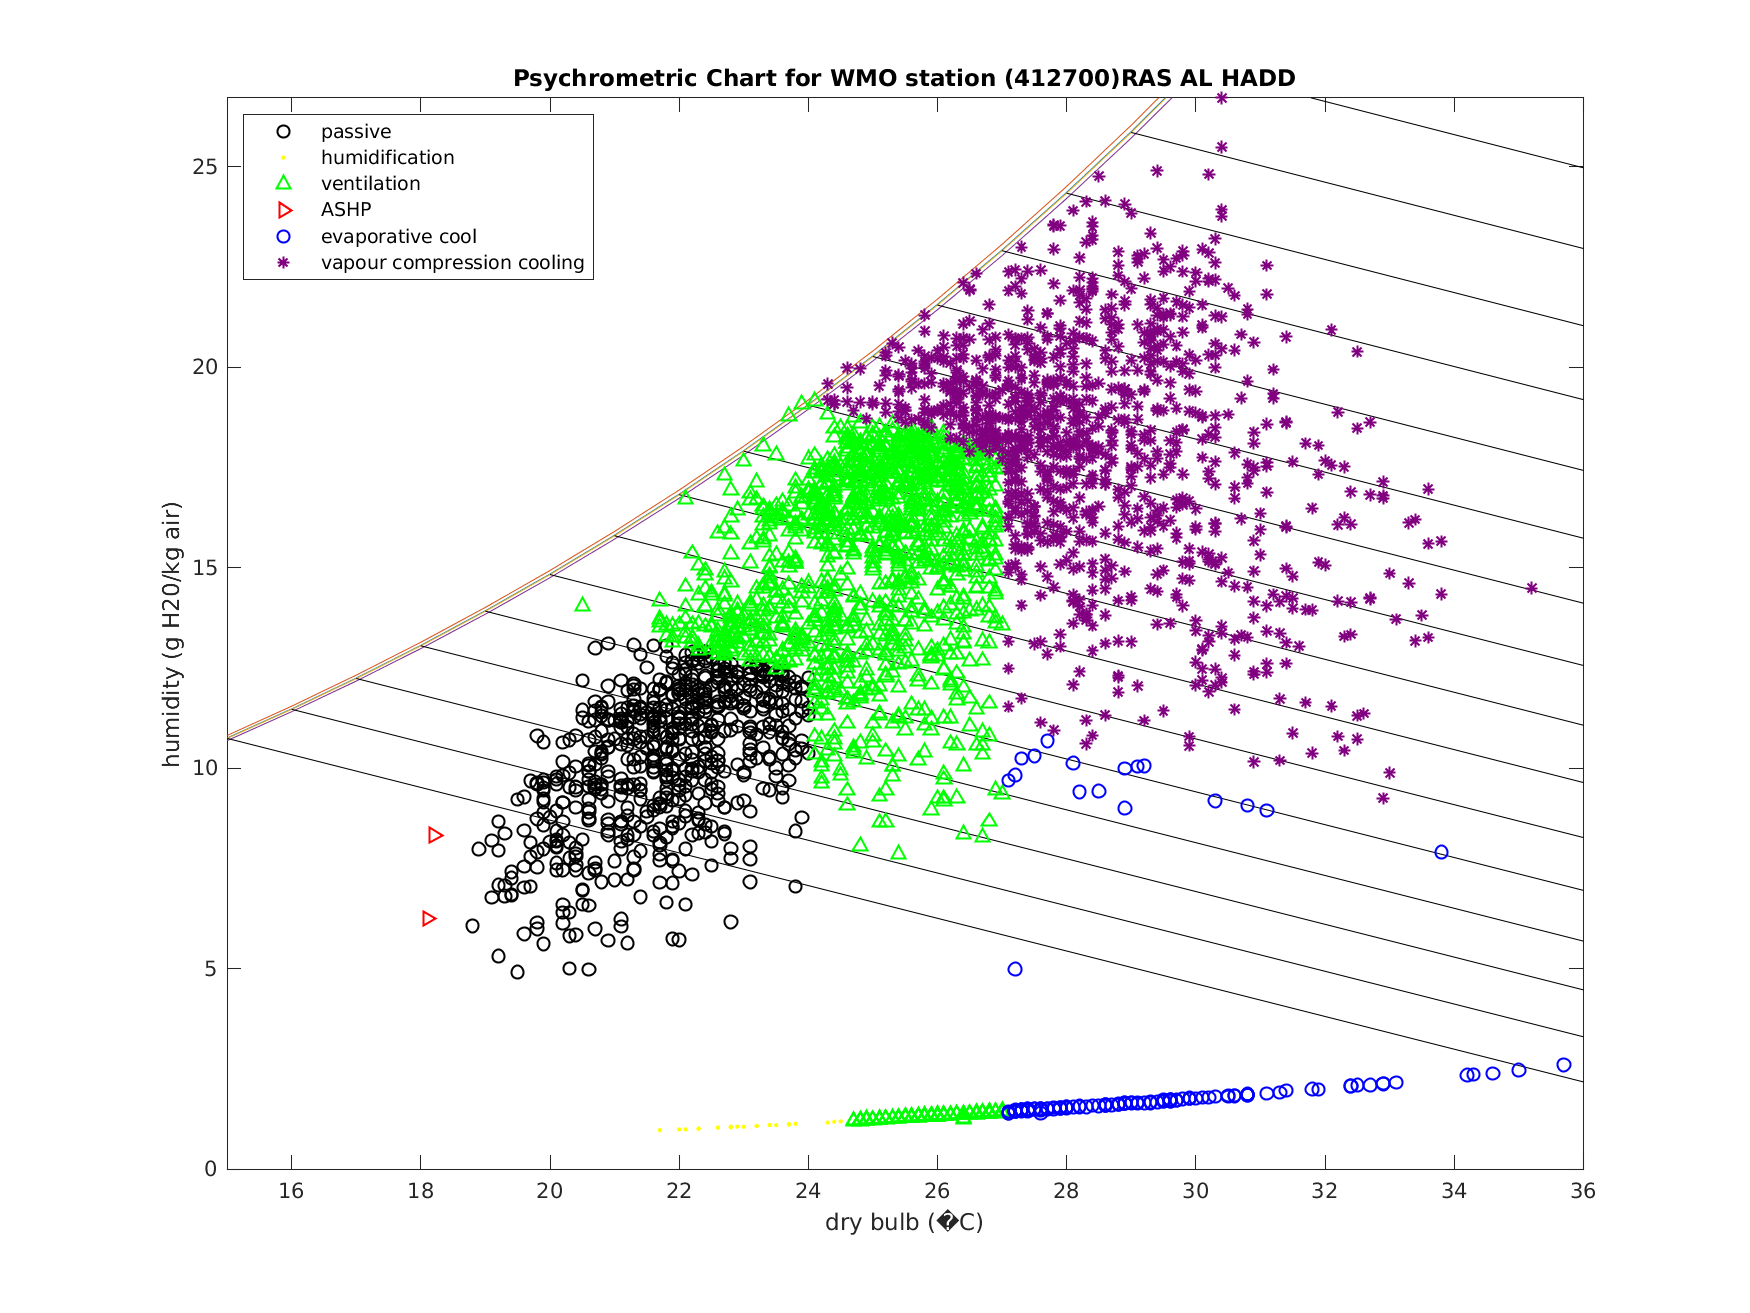 Psychrometric Chart for WMO station (412700)RAS AL HADD
passive
humidification
ventilation
ASHP
evaporative cool
vapour compression cooling
humidity (g H20/kg air)
25
20
15
10
5
0
16 18 20 22 24 26 28 30 32 34 36
dry bulb (�C)